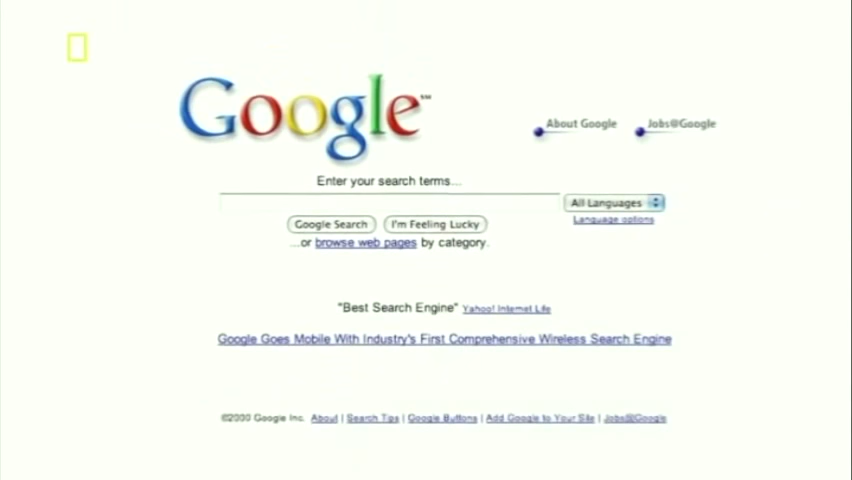 Google™
About Google Jobs@Google
Enter your search terms...
All Languages
Language options
Google Search I'm Feeling Lucky
...or browse web pages by category.
"Best Search Engine" Yahoo! Internet Life
Google Goes Mobile With Industry's First Comprehensive Wireless Search Engine
©2000 Google Inc. About | Search Tips | Google Buttons | Add Google to Your Site | Jobs@Google